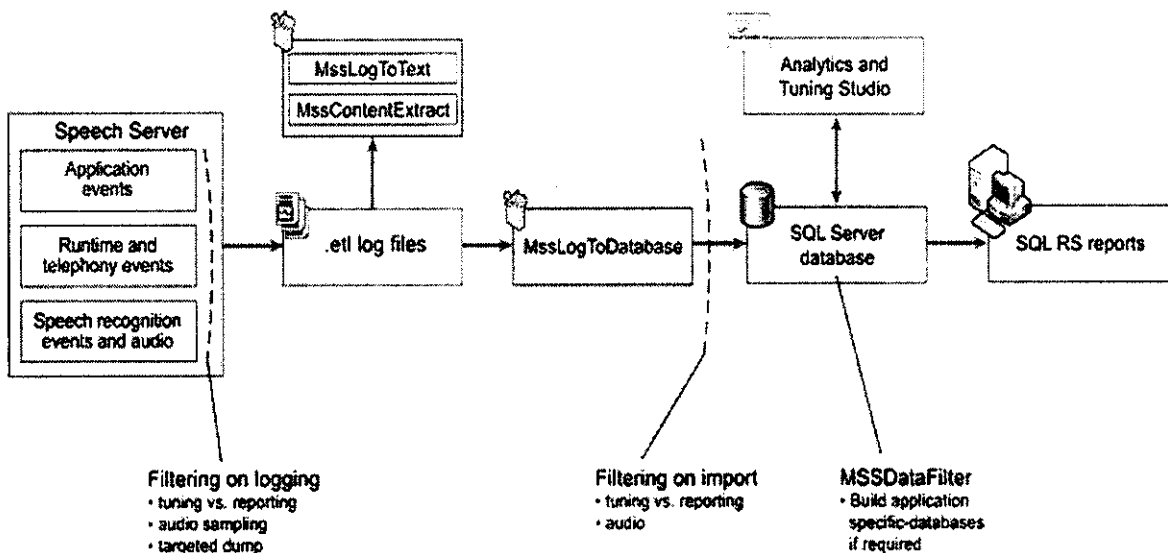 MssLogToText
MssContentExtract
Analytics and
Tuning Studio
Speech Server
Application
events
Runtime and
telephony events
Speech recognition
events and audio
.etl log files
MssLogToDatabase
SQL Server
database
SQL RS reports
Filtering on logging
• tuning vs. reporting
• audio sampling
• targeted dump
Filtering on import
• tuning vs. reporting
• audio
MSSDataFilter
• Build application
specific-databases
if required